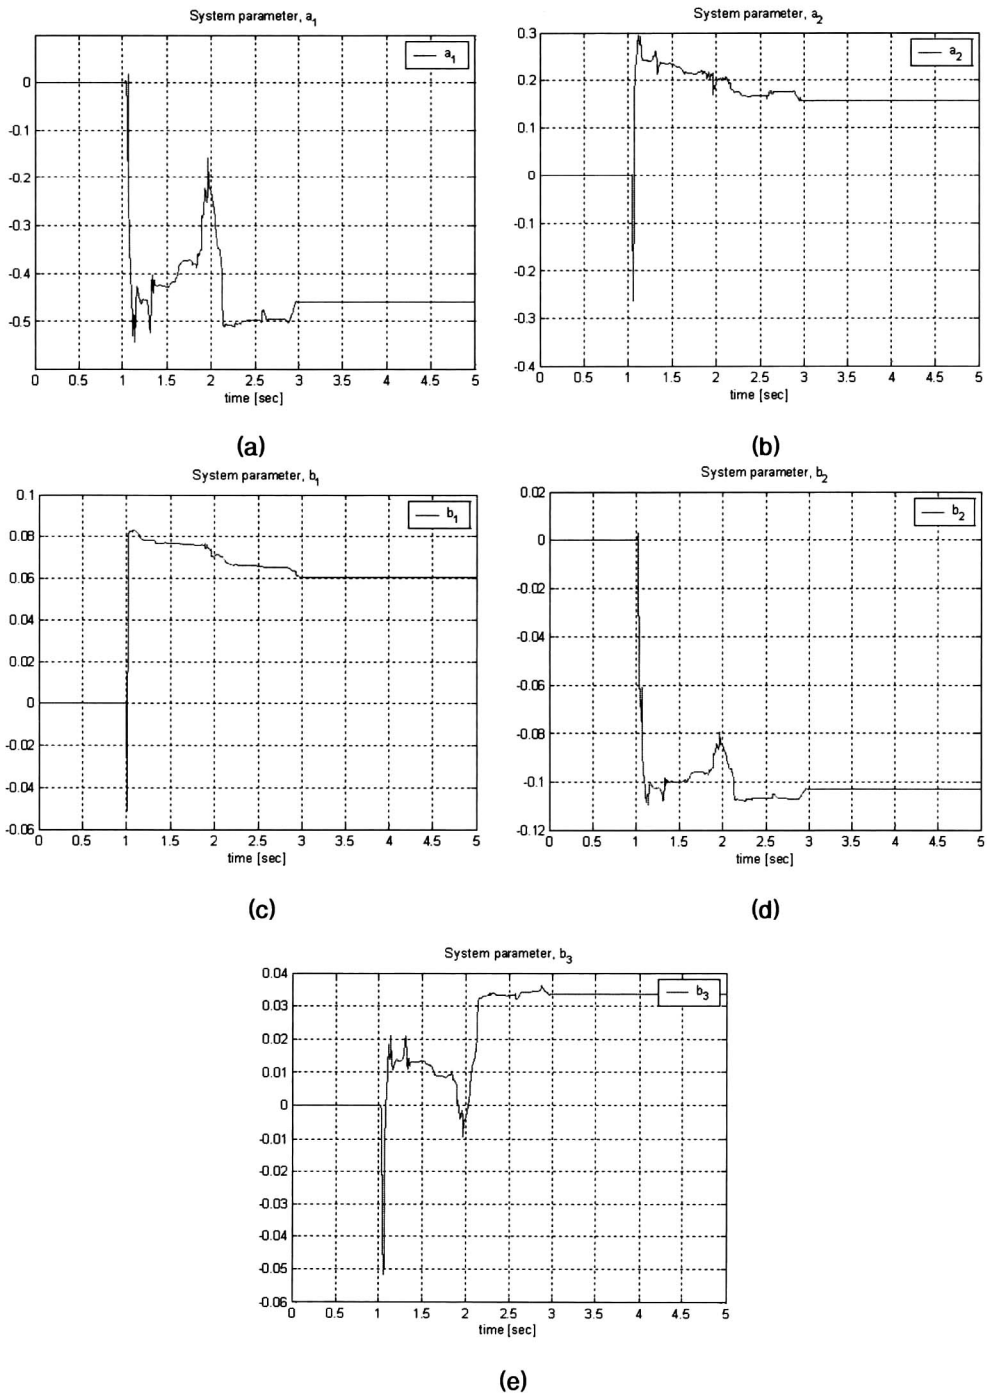 System parameter, a1
a1
0
-0.1
-0.2
-0.3
-0.4
-0.5
0 0.5 1 1.5 2 2.5 3 3.5 4 4.5 5
time [sec]
(a)
System parameter, a2
a2
0.3
0.2
0.1
0
-0.1
-0.2
-0.3
-0.4
0 0.5 1 1.5 2 2.5 3 3.5 4 4.5 5
time [sec]
(b)
System parameter, b1
b1
0.1
0.08
0.06
0.04
0.02
0
-0.02
-0.04
-0.06
0 0.5 1 1.5 2 2.5 3 3.5 4 4.5 5
time [sec]
(c)
System parameter, b2
b2
0.02
0
-0.02
-0.04
-0.06
-0.08
-0.1
-0.12
0 0.5 1 1.5 2 2.5 3 3.5 4 4.5 5
time [sec]
(d)
System parameter, b3
b3
0.04
0.03
0.02
0.01
0
-0.01
-0.02
-0.03
-0.04
-0.05
-0.06
0 0.5 1 1.5 2 2.5 3 3.5 4 4.5 5
time [sec]
(e)